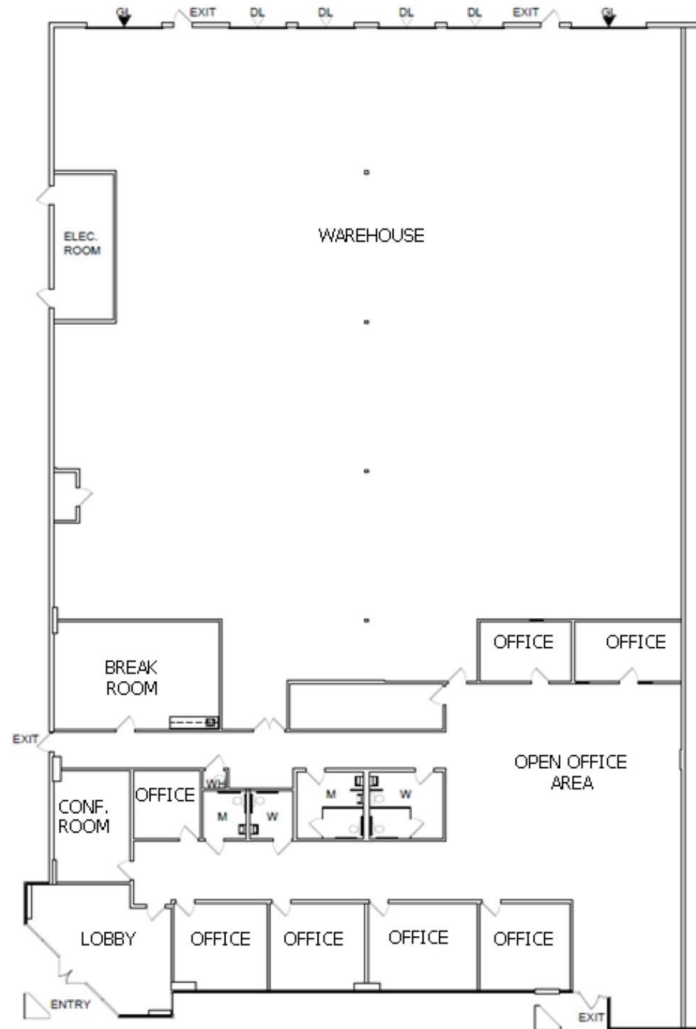 GL EXIT DL DL DL DL EXIT GL
ELEC.
ROOM
WAREHOUSE
BREAK
ROOM
OFFICE OFFICE
EXIT
OPEN OFFICE
AREA
CONF.
ROOM
OFFICE
WH
M W
M W
LOBBY
OFFICE OFFICE OFFICE OFFICE
ENTRY
EXIT